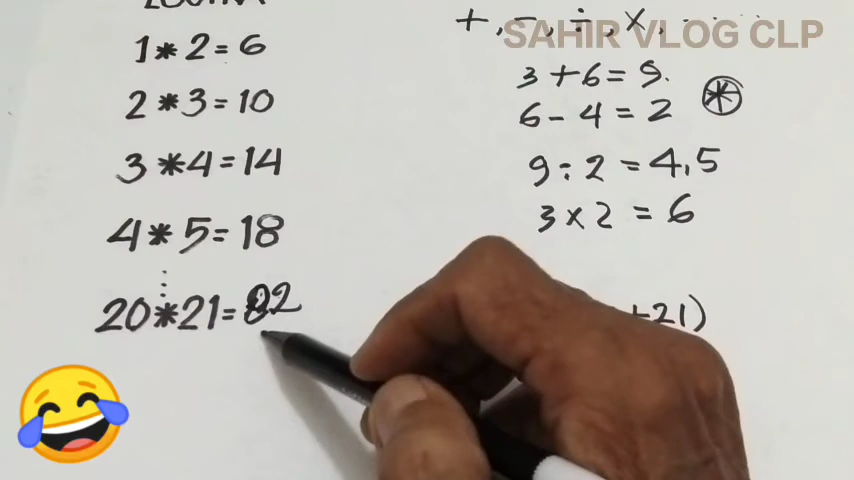 1 * 2 = 6
2 * 3 = 10
3 * 4 = 14
4 * 5 = 18
⋮
20 * 21 = 82
+, -, ÷, ×,
SAHIR VLOG CLP
3 + 6 = 9.
6 - 4 = 2
*
9 ÷ 2 = 4,5
3 × 2 = 6
+21)